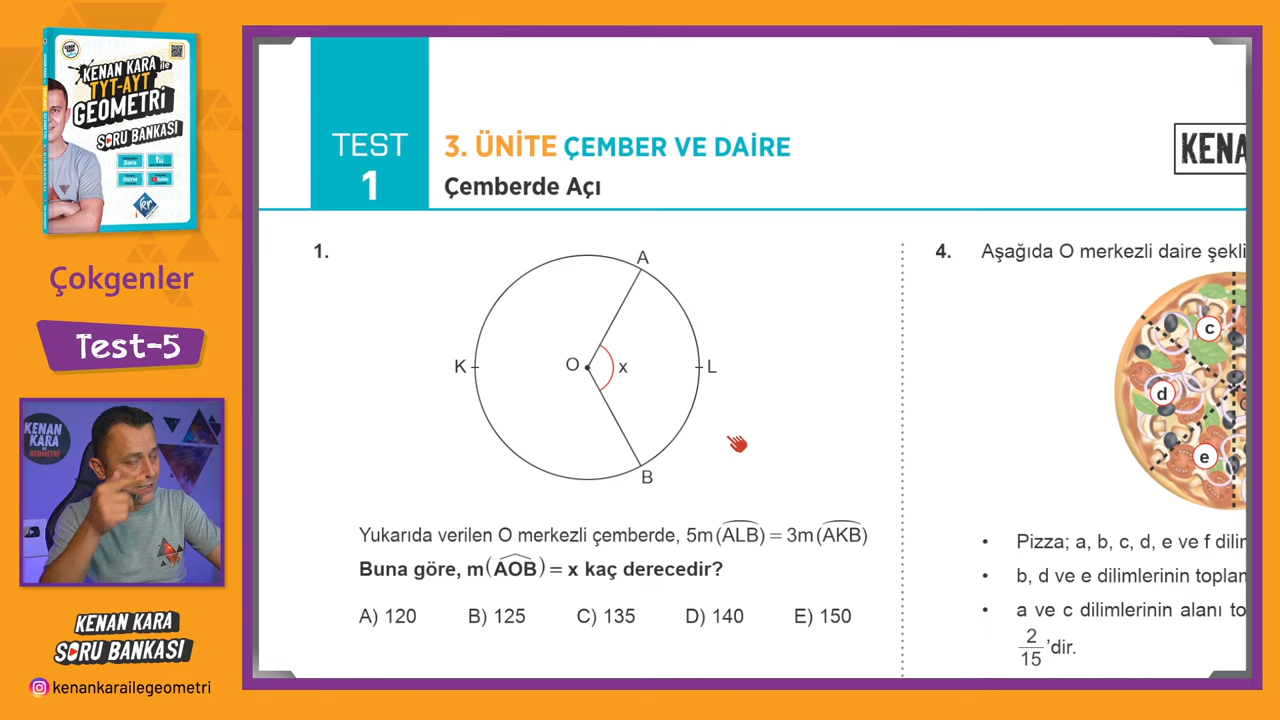 KENAN KARA ile
TYT-AYT
GEOMETRİ
SORU BANKASI
Çokgenler
Test-5
KENAN
KARA
GEOMETRİ
KENAN KARA
SORU BANKASI
kenankarailegeometri
TEST
1
3. ÜNİTE ÇEMBER VE DAİRE
Çemberde Açı
KENA
1.
A
K
O
x
L
B
Yukarıda verilen O merkezli çemberde, 5m(ALB) = 3m(AKB)
Buna göre, m(AOB) = x kaç derecedir?
A) 120 B) 125 C) 135 D) 140 E) 150
4. Aşağıda O merkezli daire şekli
c
d
e
• Pizza; a, b, c, d, e ve f dilir
• b, d ve e dilimlerinin toplan
• a ve c dilimlerinin alanı to
2/15 'dir.